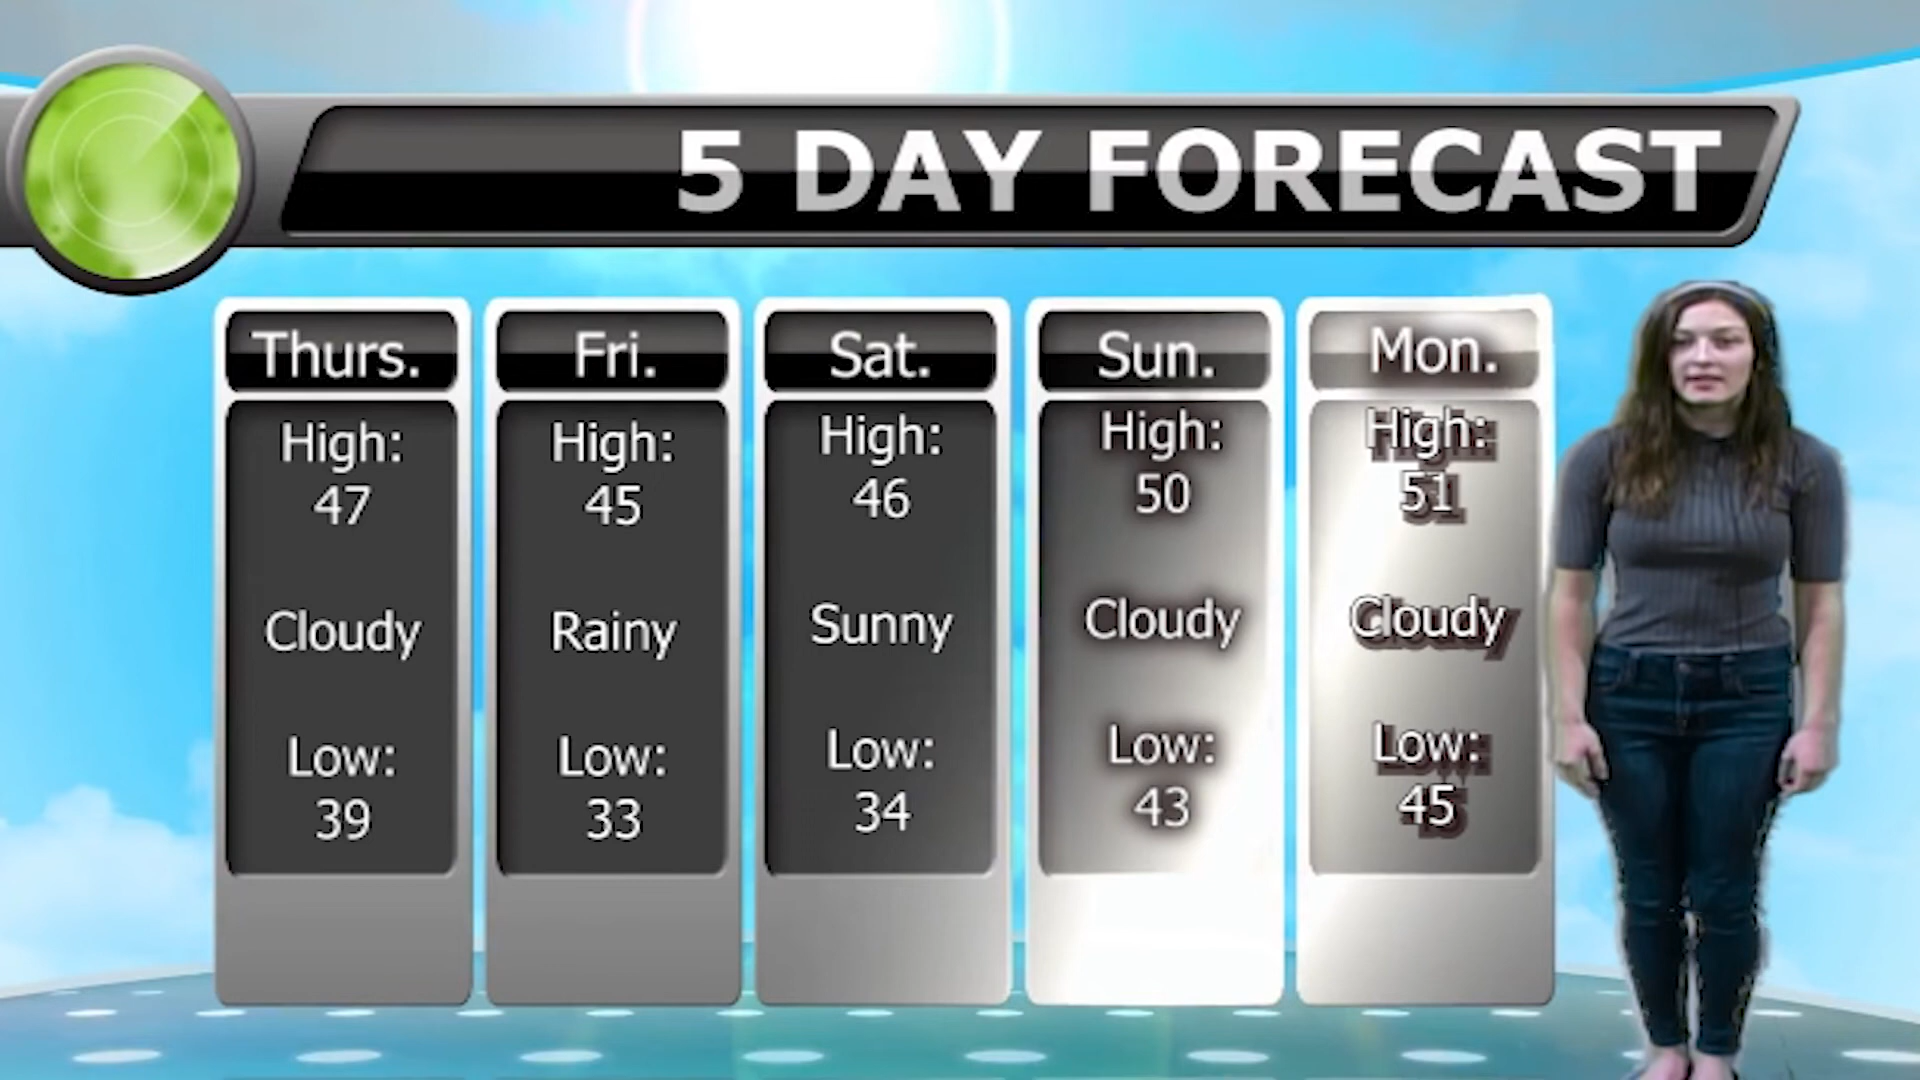 5 DAY FORECAST
Thurs.
High:
47
Cloudy
Low:
39
Fri.
High:
45
Rainy
Low:
33
Sat.
High:
46
Sunny
Low:
34
Sun.
High:
50
Cloudy
Low:
43
Mon.
High:
51
Cloudy
Low:
45